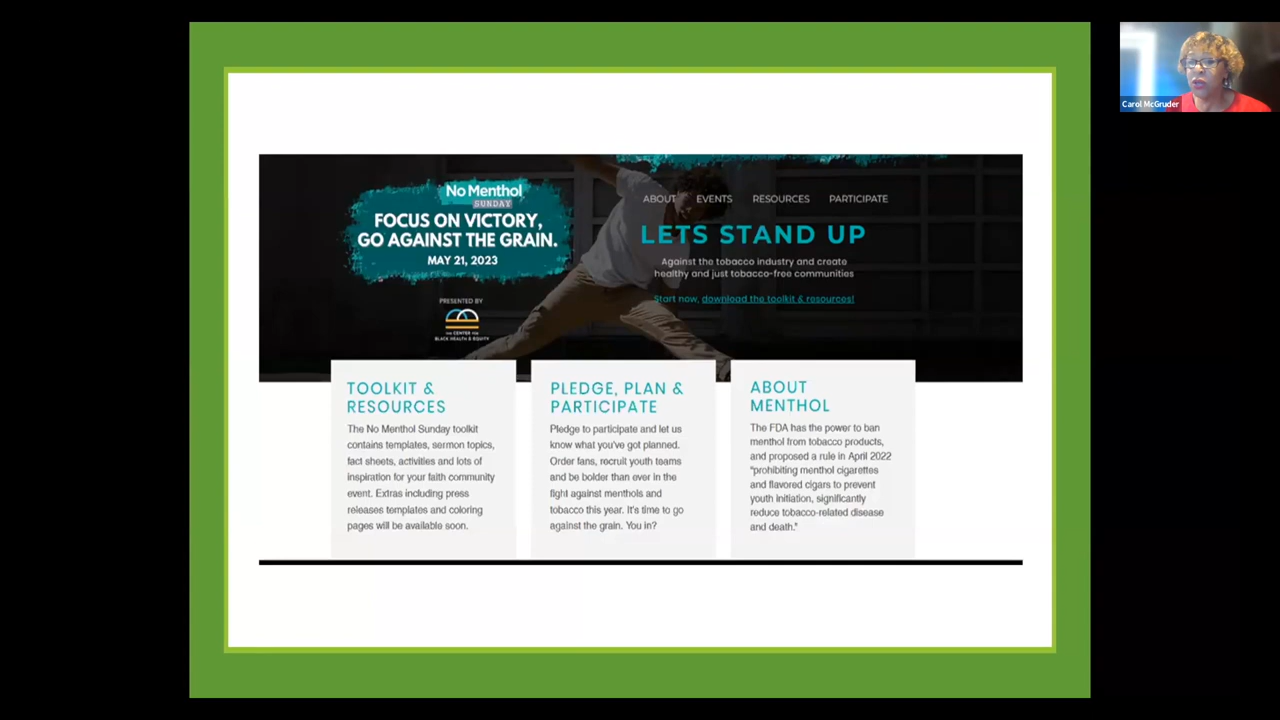 No Menthol
SUNDAY
FOCUS ON VICTORY,
GO AGAINST THE GRAIN.
MAY 21, 2023
PRESENTED BY
THE CENTER FOR
BLACK HEALTH & EQUITY
ABOUT EVENTS RESOURCES PARTICIPATE
LETS STAND UP
Against the tobacco industry and create
healthy and just tobacco-free communities
Start now, download the toolkit & resources!
TOOLKIT &
RESOURCES
The No Menthol Sunday toolkit
contains templates, sermon topics,
fact sheets, activities and lots of
inspiration for your faith community
event. Extras including press
releases templates and coloring
pages will be available soon.
PLEDGE, PLAN &
PARTICIPATE
Pledge to participate and let us
know what you've got planned.
Order fans, recruit youth teams
and be bolder than ever in the
fight against menthols and
tobacco this year. It's time to go
against the grain. You in?
ABOUT
MENTHOL
The FDA has the power to ban
menthol from tobacco products,
and proposed a rule in April 2022
"prohibiting menthol cigarettes
and flavored cigars to prevent
youth initiation, significantly
reduce tobacco-related disease
and death."
Carol McGruder